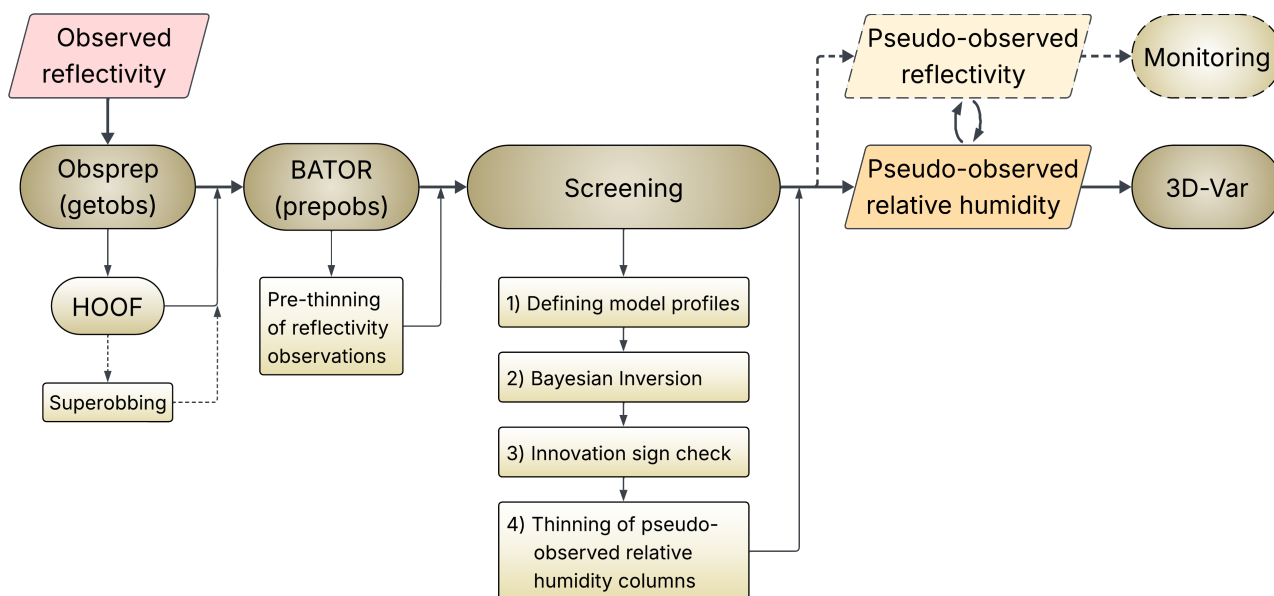 Observed
reflectivity
Pseudo-observed
reflectivity
Monitoring
Obsprep
(getobs)
BATOR
(prepobs)
Screening
Pseudo-observed
relative humidity
3D-Var
HOOF
Superobbing
Pre-thinning
of reflectivity
observations
1) Defining model profiles
2) Bayesian Inversion
3) Innovation sign check
4) Thinning of pseudo-
observed relative
humidity columns